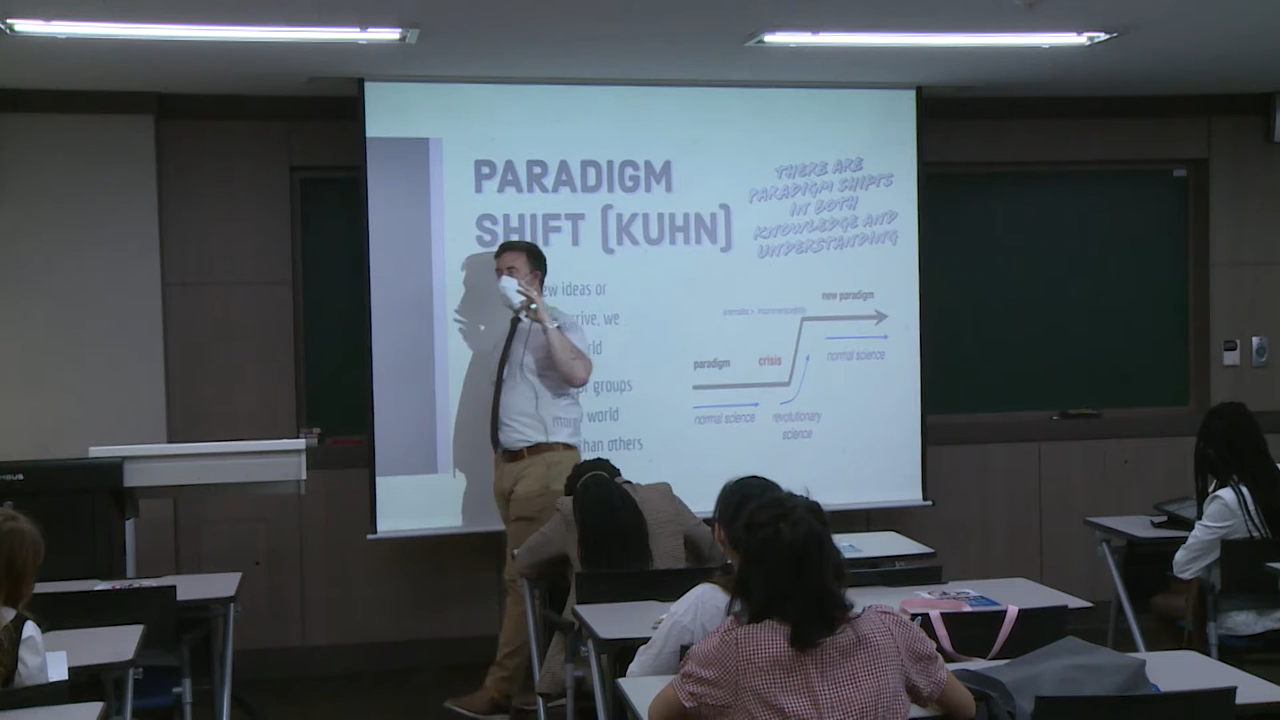 PARADIGM
SHIFT (KUHN)
THERE ARE
PARADIGM SHIFTS
IN BOTH
KNOWLEDGE AND
UNDERSTANDING
ew ideas or
rive, we
rld
or groups
world
han others
new paradigm
paradigm
crisis
normal science
normal science
revolutionary
science